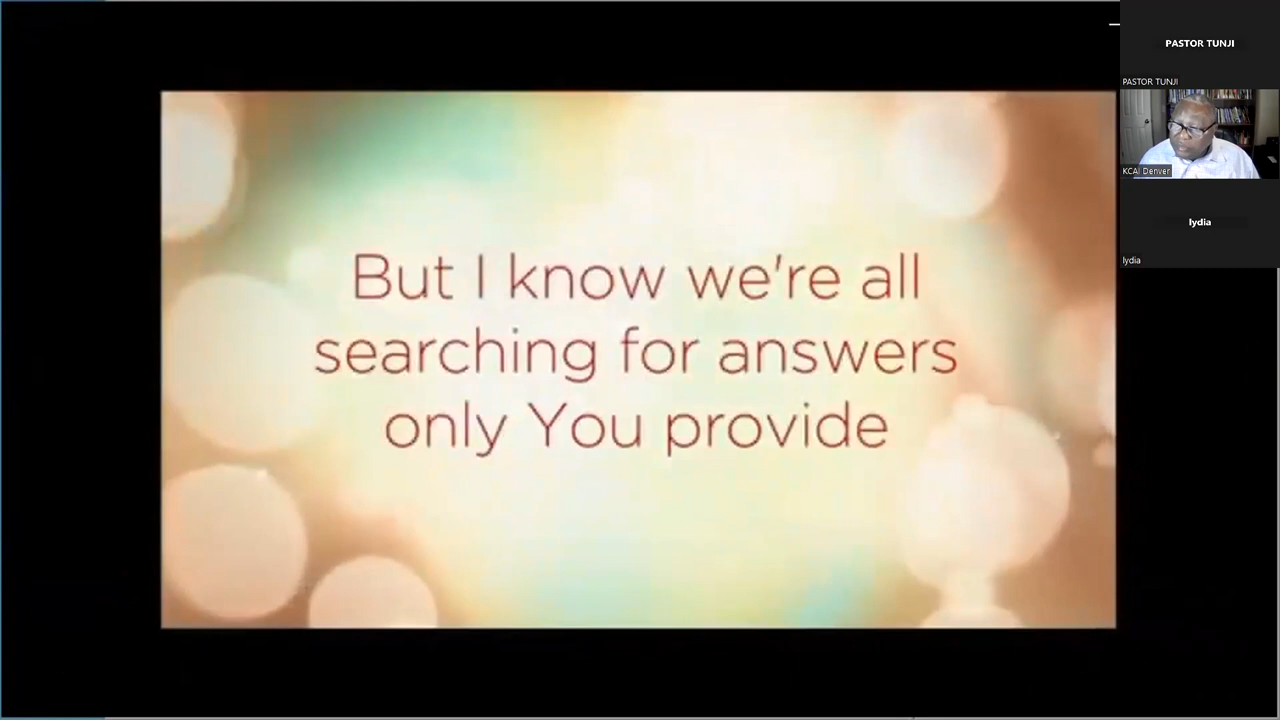 But I know we're all
searching for answers
only You provide
PASTOR TUNJI
PASTOR TUNJI
KCAI Denver
lydia
lydia